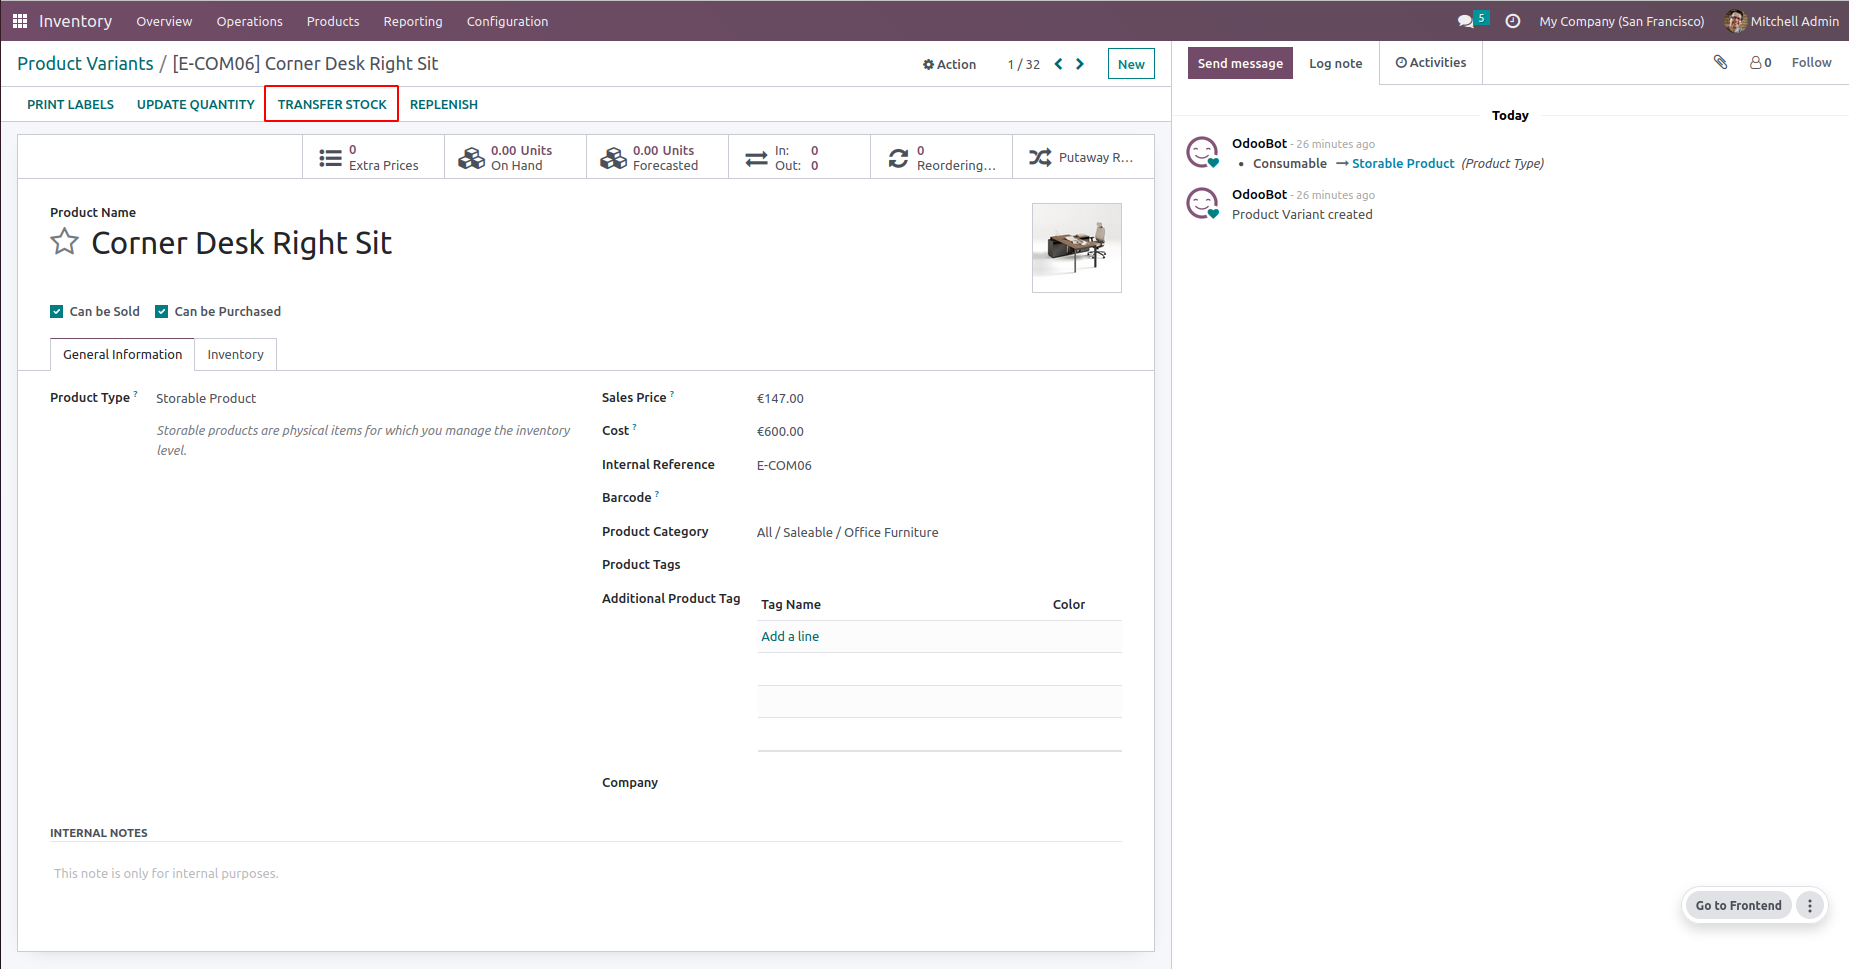 Inventory Overview Operations Products Reporting Configuration 5 My Company (San Francisco) Mitchell Admin
Product Variants / [E-COM06] Corner Desk Right Sit Action 1 / 32 New
PRINT LABELS UPDATE QUANTITY TRANSFER STOCK REPLENISH
0 Extra Prices
0.00 Units On Hand
0.00 Units Forecasted
In: 0
Out: 0
0 Reordering...
Putaway R...
Product Name
Corner Desk Right Sit
Can be Sold Can be Purchased
General Information Inventory
Product Type ? Storable Product
Storable products are physical items for which you manage the inventory
level.
Sales Price ? €147.00
Cost ? €600.00
Internal Reference E-COM06
Barcode ?
Product Category All / Saleable / Office Furniture
Product Tags
Additional Product Tag Tag Name Color
Add a line
Company
INTERNAL NOTES
This note is only for internal purposes.
Send message Log note Activities 0 Follow
Today
OdooBot - 26 minutes ago
• Consumable → Storable Product (Product Type)
OdooBot - 26 minutes ago
Product Variant created
Go to Frontend